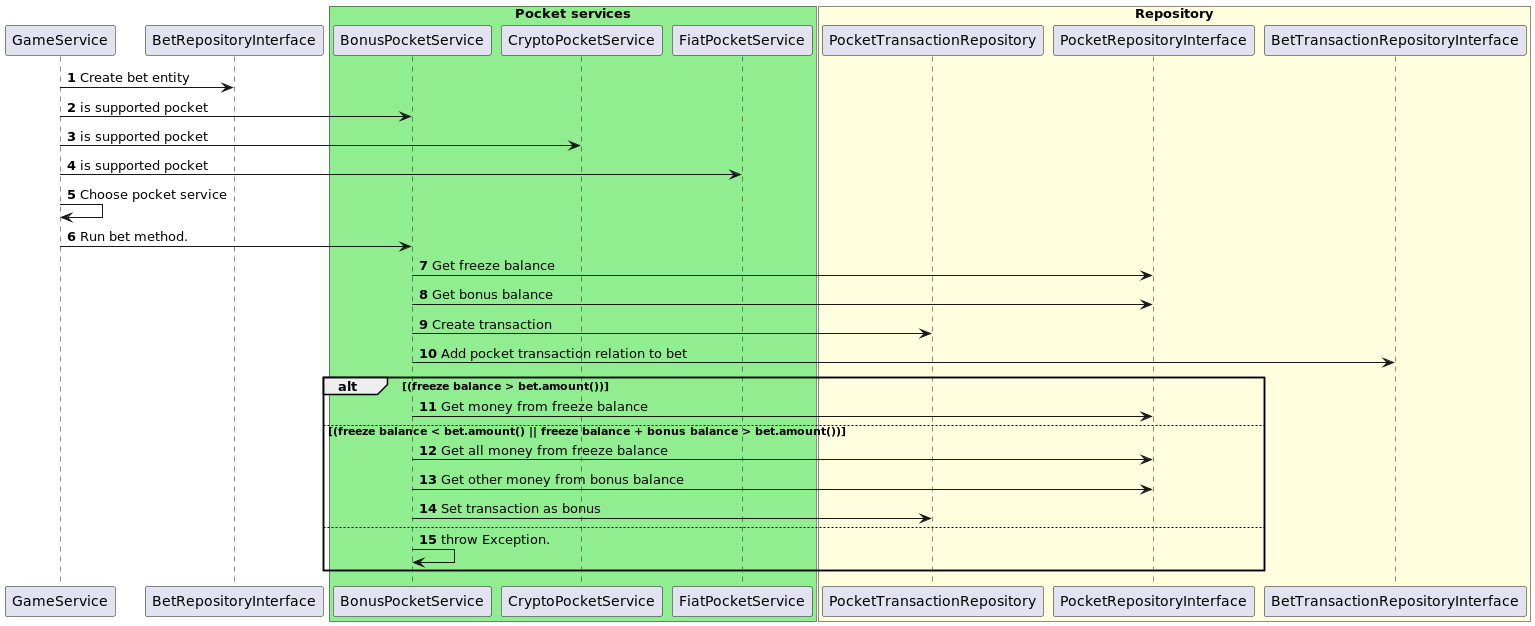 Pocket services
Repository
GameService
BetRepositoryInterface
BonusPocketService
CryptoPocketService
FiatPocketService
PocketTransactionRepository
PocketRepositoryInterface
BetTransactionRepositoryInterface
1 Create bet entity
2 is supported pocket
3 is supported pocket
4 is supported pocket
5 Choose pocket service
6 Run bet method.
7 Get freeze balance
8 Get bonus balance
9 Create transaction
10 Add pocket transaction relation to bet
alt [(freeze balance > bet.amount())]
11 Get money from freeze balance
[(freeze balance < bet.amount() || freeze balance + bonus balance > bet.amount())]
12 Get all money from freeze balance
13 Get other money from bonus balance
14 Set transaction as bonus
15 throw Exception.
GameService
BetRepositoryInterface
BonusPocketService
CryptoPocketService
FiatPocketService
PocketTransactionRepository
PocketRepositoryInterface
BetTransactionRepositoryInterface